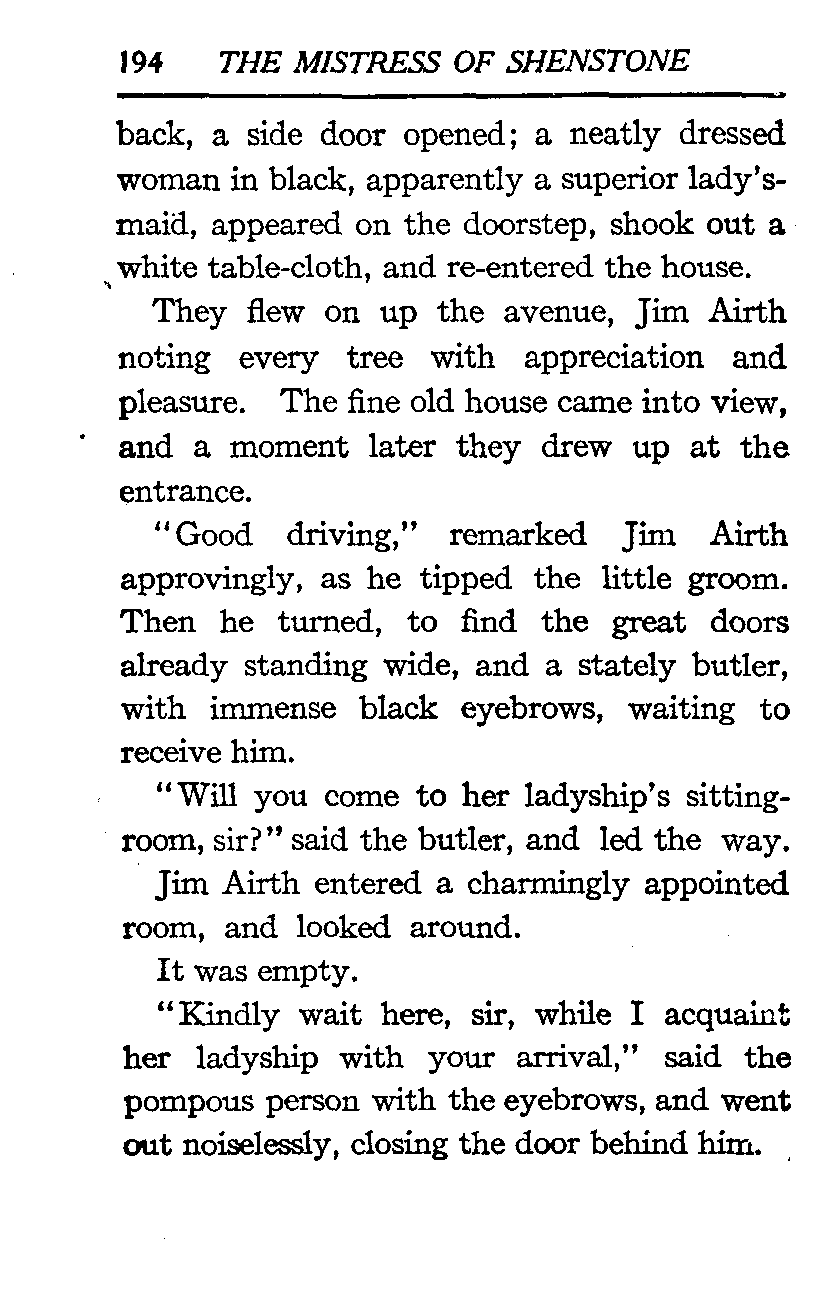 194 THE MISTRESS OF SHENSTONE
back, a side door opened; a neatly dressed
woman in black, apparently a superior lady's-
maid, appeared on the doorstep, shook out a
white table-cloth, and re-entered the house.
They flew on up the avenue, Jim Airth
noting every tree with appreciation and
pleasure. The fine old house came into view,
and a moment later they drew up at the
entrance.
"Good driving," remarked Jim Airth
approvingly, as he tipped the little groom.
Then he turned, to find the great doors
already standing wide, and a stately butler,
with immense black eyebrows, waiting to
receive him.
"Will you come to her ladyship's sitting-
room, sir?" said the butler, and led the way.
Jim Airth entered a charmingly appointed
room, and looked around.
It was empty.
"Kindly wait here, sir, while I acquaint
her ladyship with your arrival," said the
pompous person with the eyebrows, and went
out noiselessly, closing the door behind him.